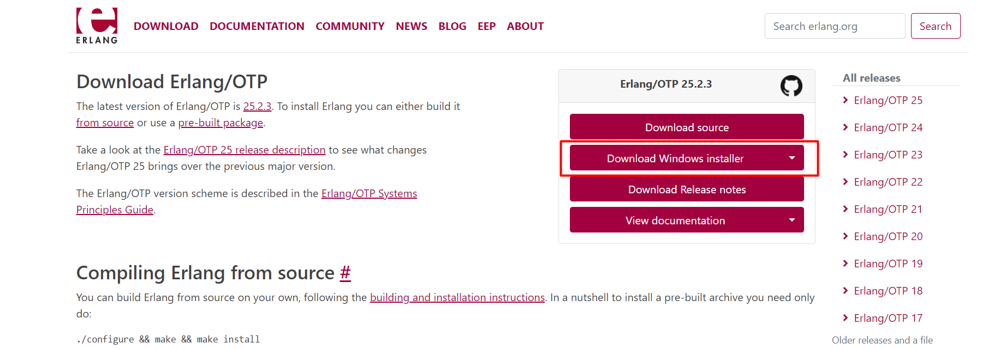 ERLANG
DOWNLOAD DOCUMENTATION COMMUNITY NEWS BLOG EEP ABOUT
Search erlang.org
Search
Download Erlang/OTP
The latest version of Erlang/OTP is 25.2.3. To install Erlang you can either build it
from source or use a pre-built package.
Take a look at the Erlang/OTP 25 release description to see what changes
Erlang/OTP 25 brings over the previous major version.
The Erlang/OTP version scheme is described in the Erlang/OTP Systems
Principles Guide.
Erlang/OTP 25.2.3
Download source
Download Windows installer
Download Release notes
View documentation
All releases
Erlang/OTP 25
Erlang/OTP 24
Erlang/OTP 23
Erlang/OTP 22
Erlang/OTP 21
Erlang/OTP 20
Erlang/OTP 19
Erlang/OTP 18
Erlang/OTP 17
Older releases and a file
Compiling Erlang from source #
You can build Erlang from source on your own, following the building and installation instructions. In a nutshell to install a pre-built archive you need only
do:
./configure && make && make install